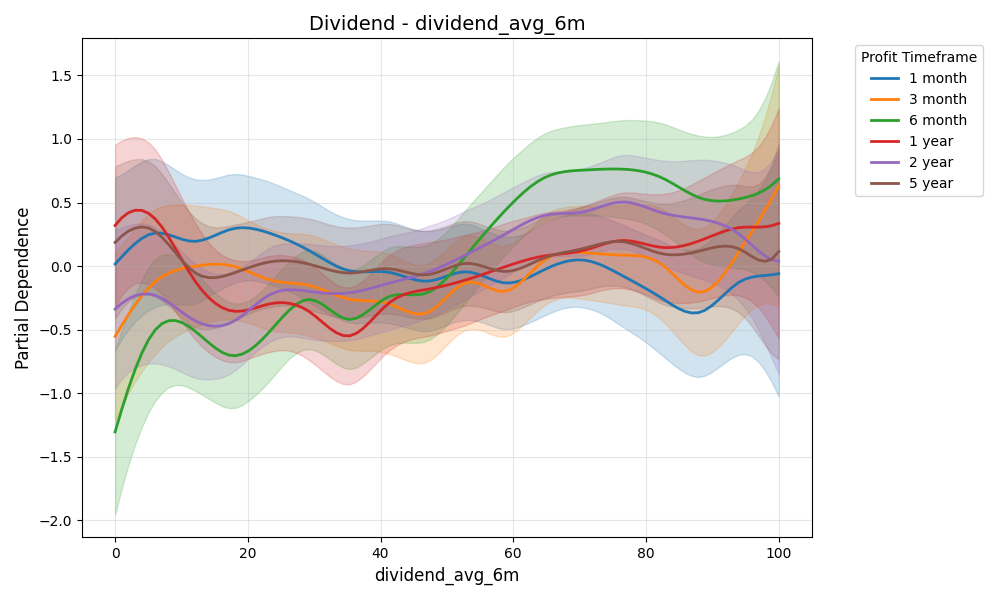 Dividend - dividend_avg_6m
Partial Dependence
1.5
1.0
0.5
0.0
−0.5
−1.0
−1.5
−2.0
0
20
40
60
80
100
dividend_avg_6m
Profit Timeframe
1 month
3 month
6 month
1 year
2 year
5 year